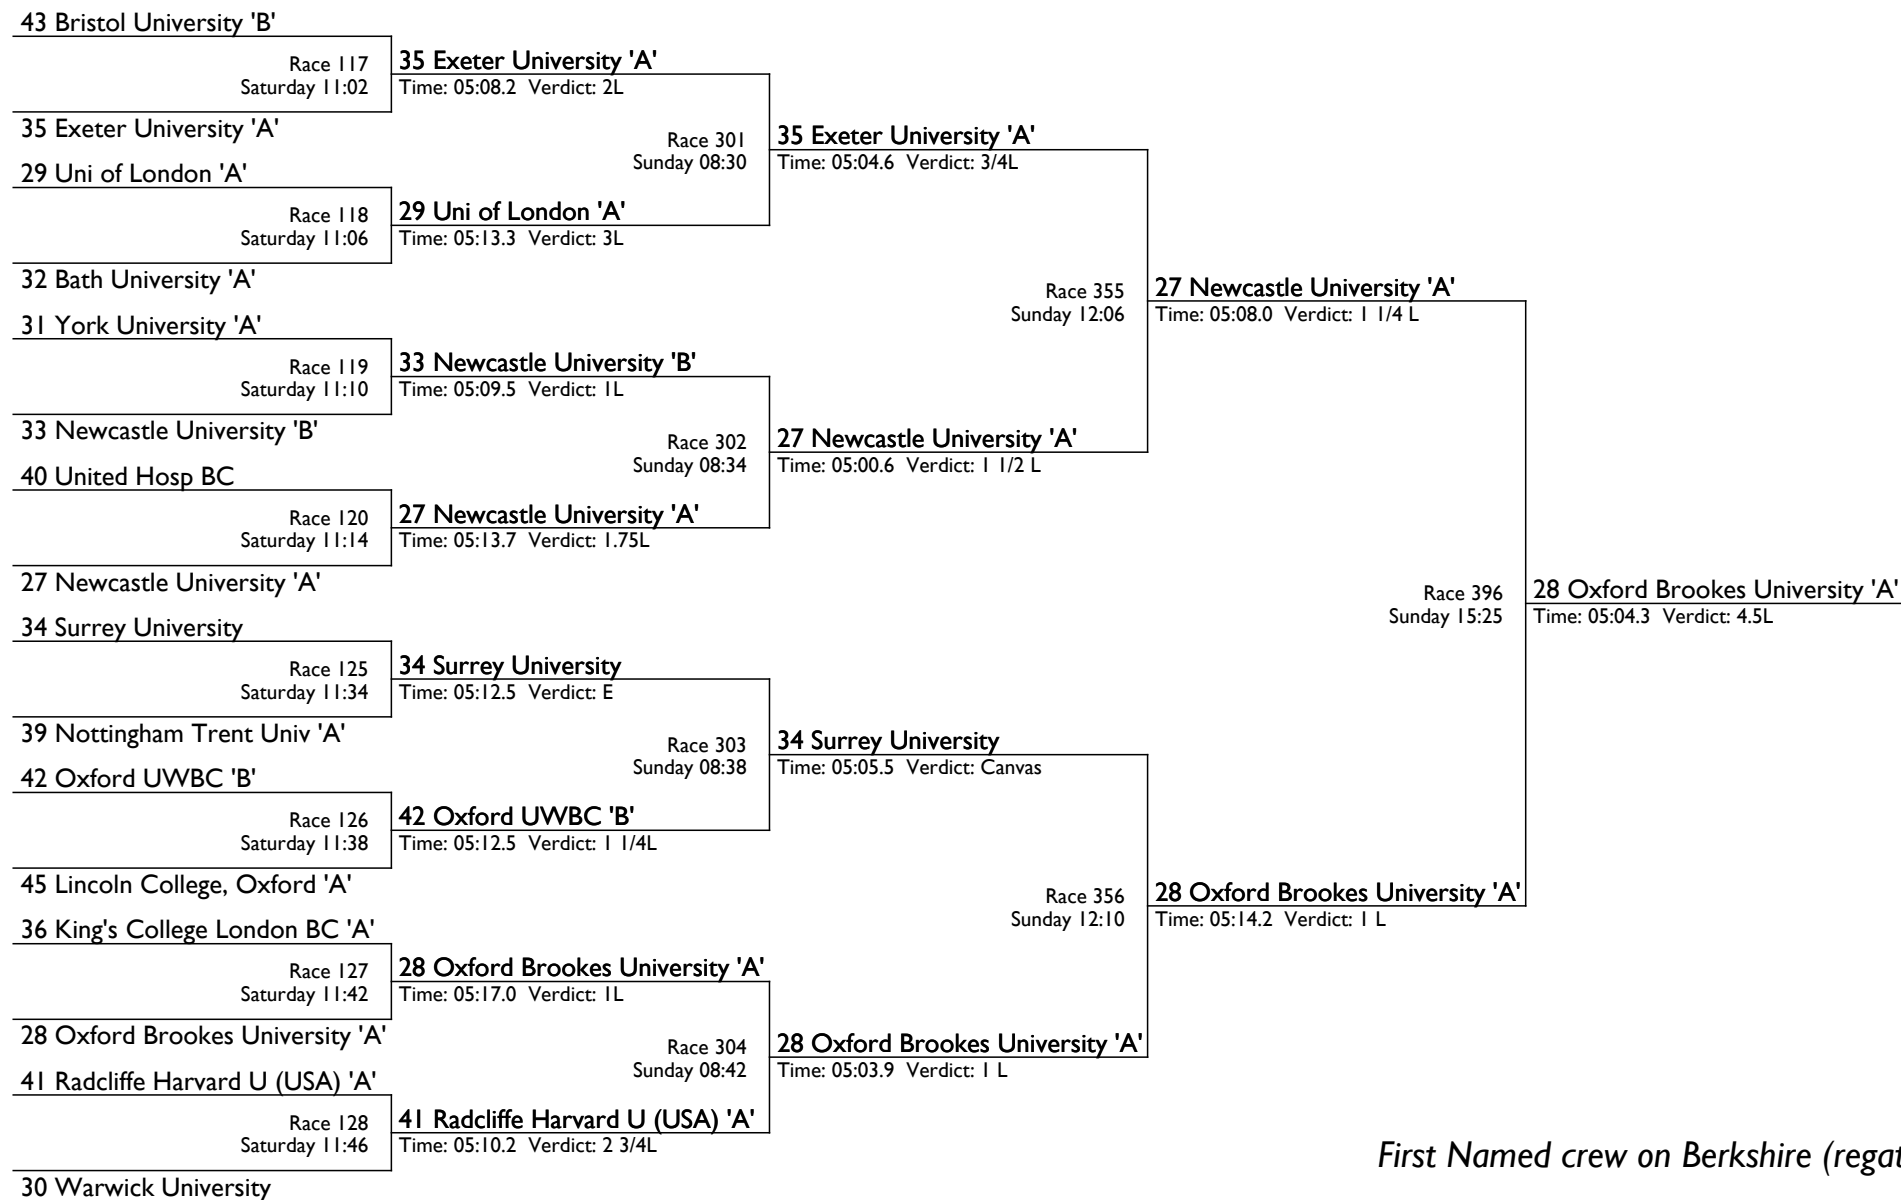 43 Bristol University 'B'
Race 117
Saturday 11:02
35 Exeter University 'A'
29 Uni of London 'A'
Race 118
Saturday 11:06
32 Bath University 'A'
31 York University 'A'
Race 119
Saturday 11:10
33 Newcastle University 'B'
40 United Hosp BC
Race 120
Saturday 11:14
27 Newcastle University 'A'
34 Surrey University
Race 125
Saturday 11:34
39 Nottingham Trent Univ 'A'
42 Oxford UWBC 'B'
Race 126
Saturday 11:38
45 Lincoln College, Oxford 'A'
36 King's College London BC 'A'
Race 127
Saturday 11:42
28 Oxford Brookes University 'A'
41 Radcliffe Harvard U (USA) 'A'
Race 128
Saturday 11:46
30 Warwick University
35 Exeter University 'A'
Time: 05:08.2 Verdict: 2L
Race 301
Sunday 08:30
29 Uni of London 'A'
Time: 05:13.3 Verdict: 3L
33 Newcastle University 'B'
Time: 05:09.5 Verdict: 1L
Race 302
Sunday 08:34
27 Newcastle University 'A'
Time: 05:13.7 Verdict: 1.75L
34 Surrey University
Time: 05:12.5 Verdict: E
Race 303
Sunday 08:38
42 Oxford UWBC 'B'
Time: 05:12.5 Verdict: 1 1/4L
28 Oxford Brookes University 'A'
Time: 05:17.0 Verdict: 1L
Race 304
Sunday 08:42
41 Radcliffe Harvard U (USA) 'A'
Time: 05:10.2 Verdict: 2 3/4L
35 Exeter University 'A'
Time: 05:04.6 Verdict: 3/4L
Race 355
Sunday 12:06
27 Newcastle University 'A'
Time: 05:00.6 Verdict: 1 1/2 L
34 Surrey University
Time: 05:05.5 Verdict: Canvas
Race 356
Sunday 12:10
28 Oxford Brookes University 'A'
Time: 05:03.9 Verdict: 1 L
27 Newcastle University 'A'
Time: 05:08.0 Verdict: 1 1/4 L
Race 396
Sunday 15:25
28 Oxford Brookes University 'A'
Time: 05:14.2 Verdict: 1 L
28 Oxford Brookes University 'A'
Time: 05:04.3 Verdict: 4.5L
First Named crew on Berkshire (regat